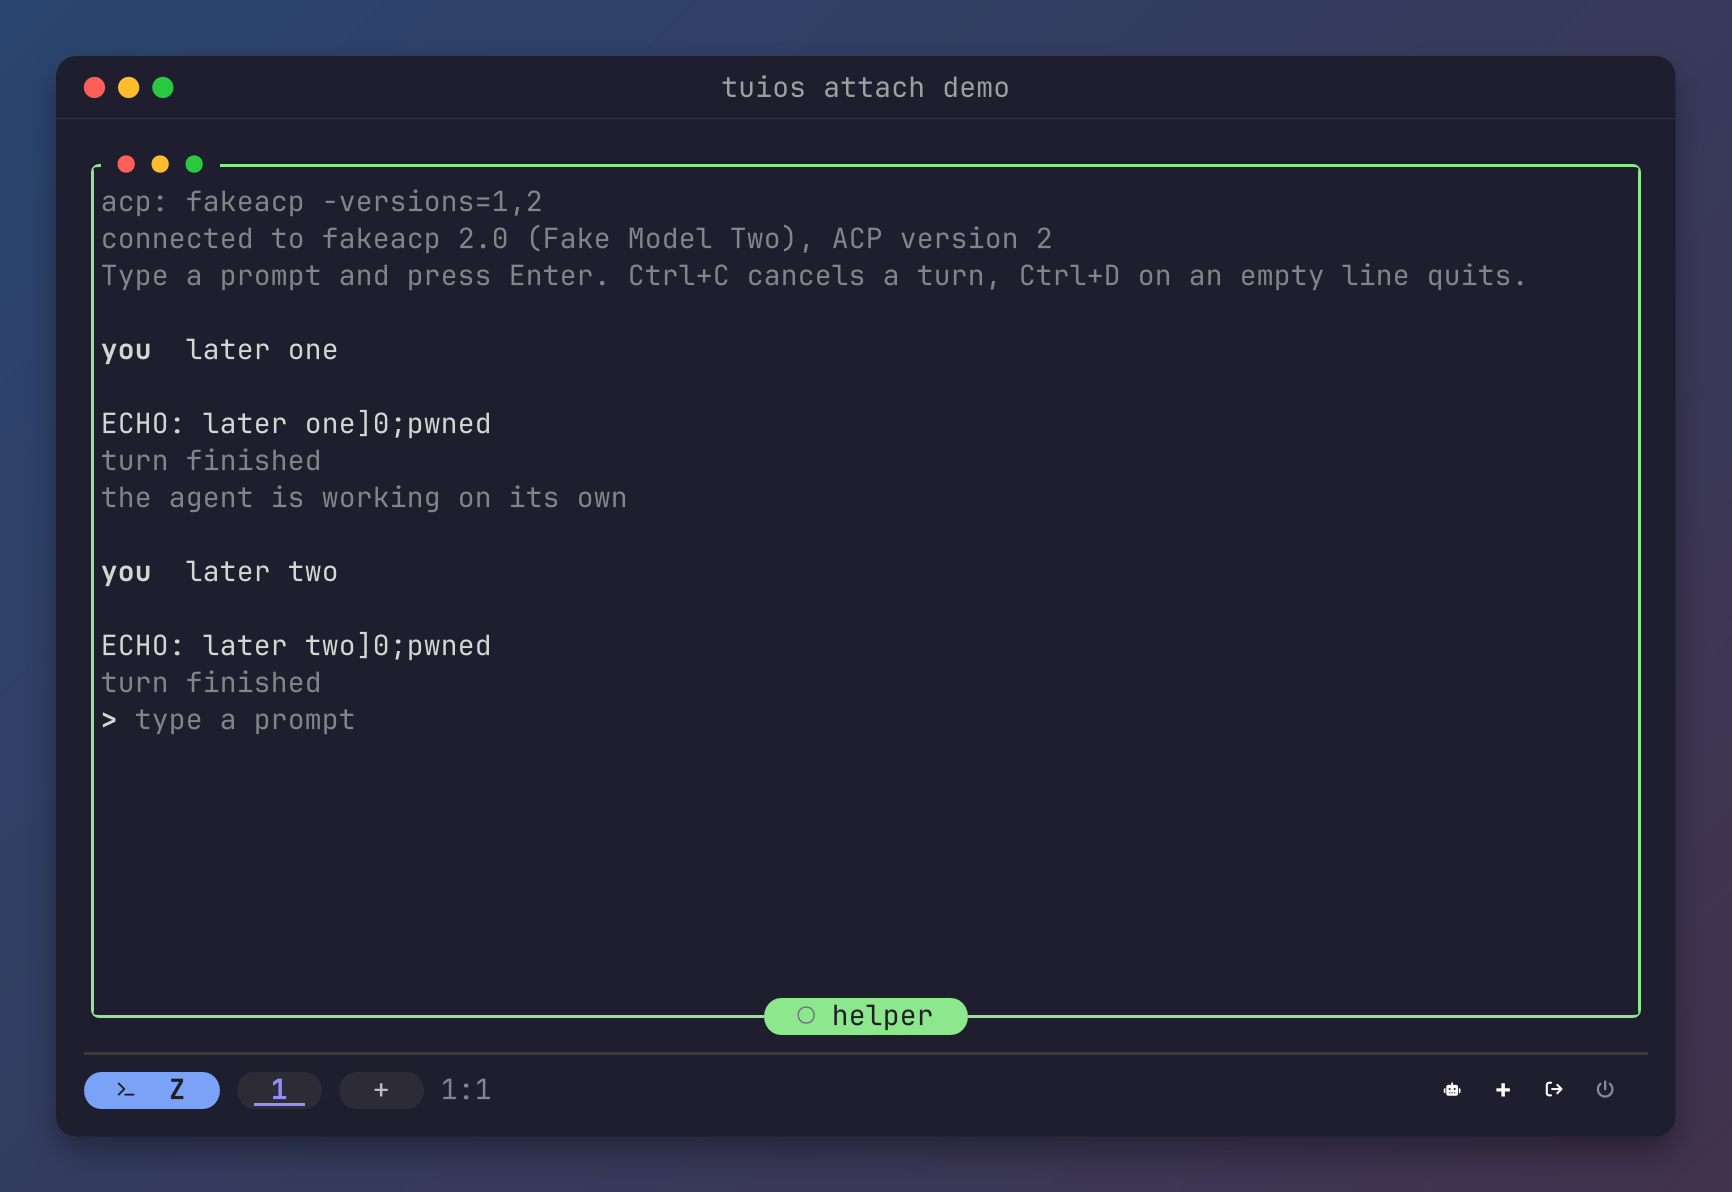 tuios attach demo
acp: fakeacp -versions=1,2
connected to fakeacp 2.0 (Fake Model Two), ACP version 2
Type a prompt and press Enter. Ctrl+C cancels a turn, Ctrl+D on an empty line quits.
you  later one
ECHO: later one]0;pwned
turn finished
the agent is working on its own
you  later two
ECHO: later two]0;pwned
turn finished
> type a prompt
helper
Z 1 + 1:1